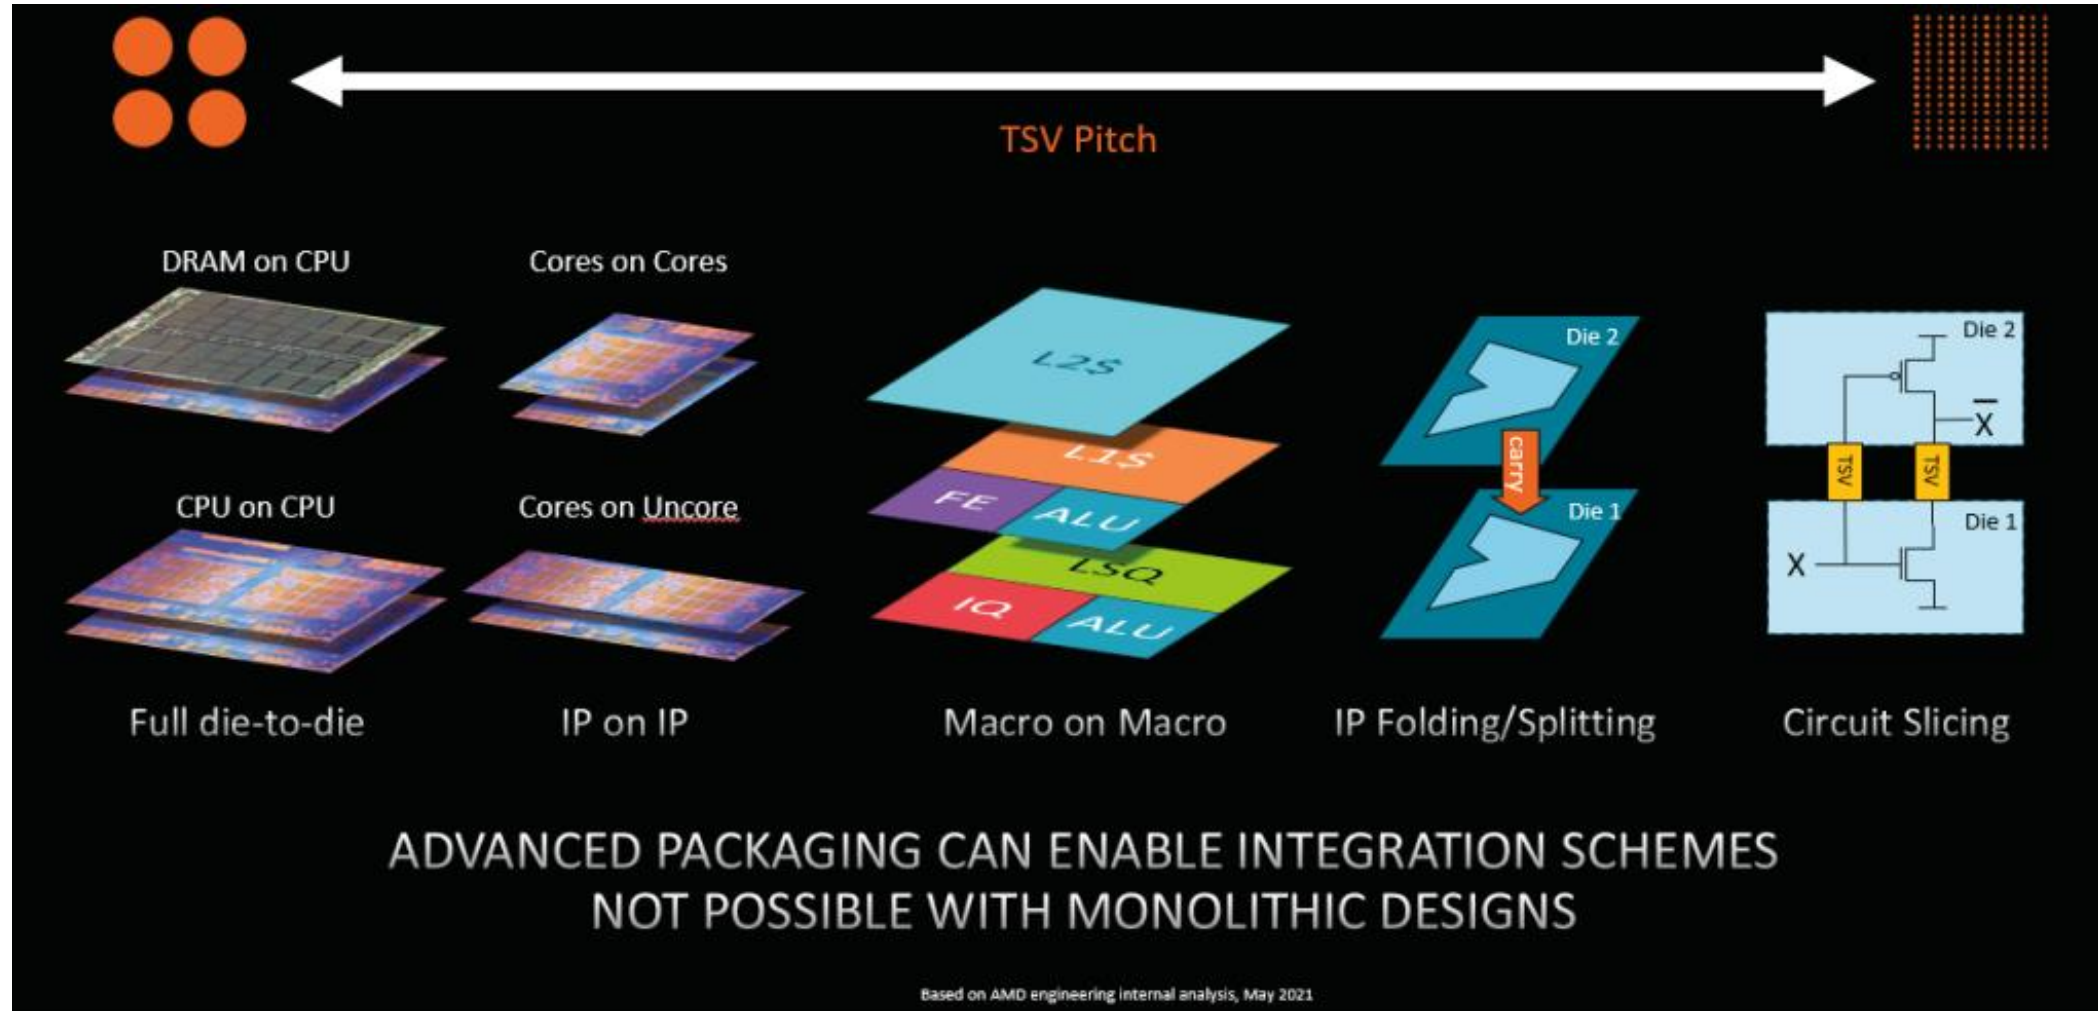 TSV Pitch
DRAM on CPU
Cores on Cores
CPU on CPU
Cores on Uncore
L2$
L1$
FE
ALU
LSQ
IQ
ALU
Die 2
carry
Die 1
Die 2
X̅
TSV
TSV
Die 1
X
Full die-to-die
IP on IP
Macro on Macro
IP Folding/Splitting
Circuit Slicing
ADVANCED PACKAGING CAN ENABLE INTEGRATION SCHEMES
NOT POSSIBLE WITH MONOLITHIC DESIGNS
Based on AMD engineering internal analysis, May 2021